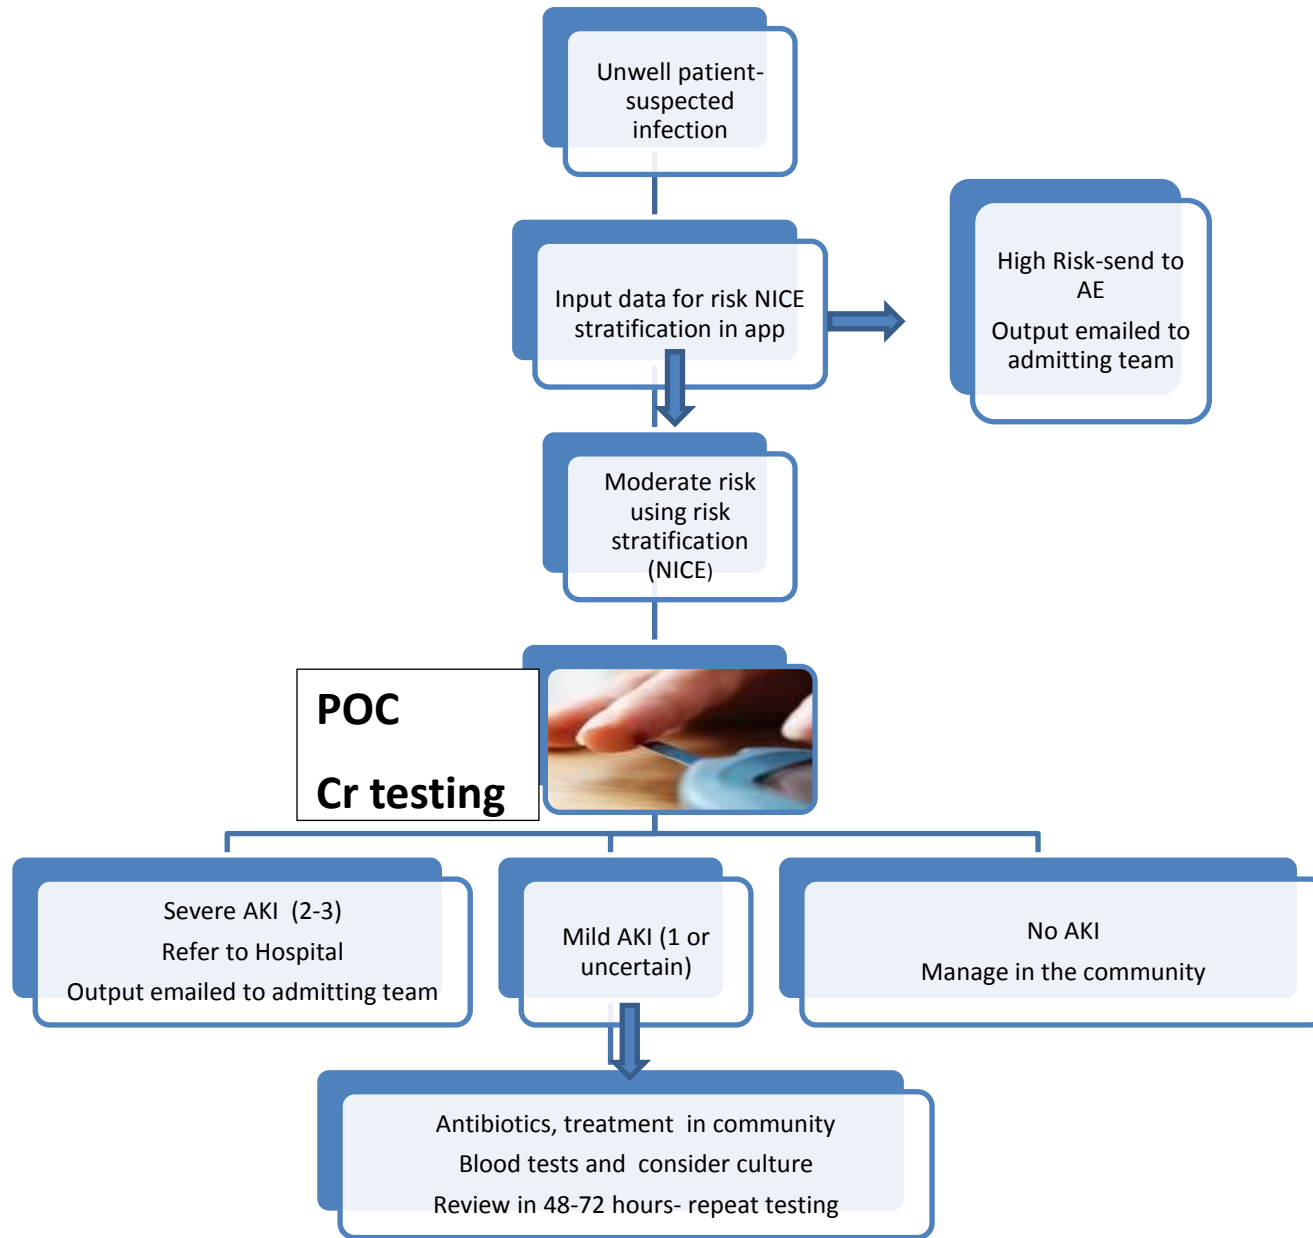 Unwell patient-
suspected
infection
Input data for risk NICE
stratification in app
High Risk-send to
AE
Output emailed to
admitting team
Moderate risk
using risk
stratification
(NICE)
POC
Cr testing
Severe AKI (2-3)
Refer to Hospital
Output emailed to admitting team
Mild AKI (1 or
uncertain)
No AKI
Manage in the community
Antibiotics, treatment in community
Blood tests and consider culture
Review in 48-72 hours- repeat testing